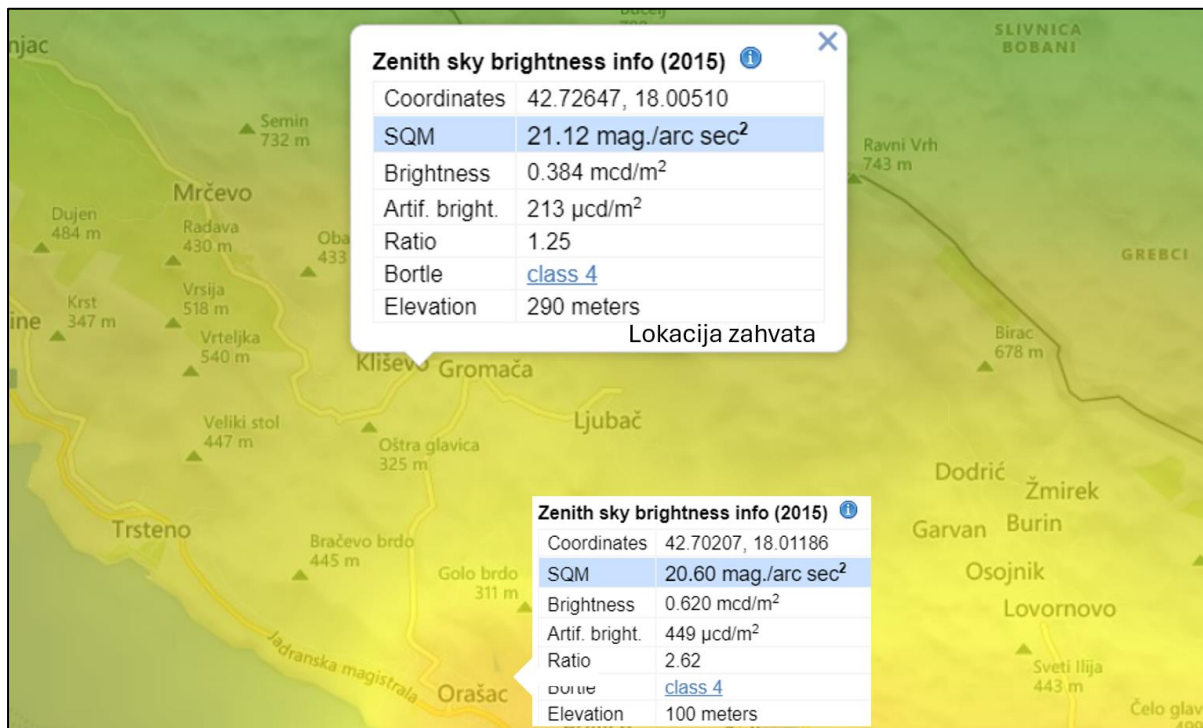 SLIVNICA
BOBANI
njac
Zenith sky brightness info (2015)
Coordinates 42.72647, 18.00510
SQM 21.12 mag./arc sec²
Brightness 0.384 mcd/m²
Artif. bright. 213 µcd/m²
Ratio 1.25
Bortle class 4
Elevation 290 meters
Lokacija zahvata
Semin
732 m
Ravni Vrh
743 m
Mrčevo
Dujen
484 m
Radava
430 m
Oba
433
GREBCI
Vrsija
518 m
Krst
347 m
ine
Vrteljka
540 m
Birac
678 m
Kliševo
Gromača
Ljubač
Veliki stol
447 m
Oštra glavica
325 m
Dodrić
Žmirek
Garvan
Burin
Trsteno
Bračevo brdo
445 m
Golo brdo
311 m
Osojnik
Lovornovo
Zenith sky brightness info (2015)
Coordinates 42.70207, 18.01186
SQM 20.60 mag./arc sec²
Brightness 0.620 mcd/m²
Artif. bright. 449 µcd/m²
Ratio 2.62
Bortle class 4
Elevation 100 meters
Jadranska magistrala
Orašac
Sveti Ilija
443 m
Čelo glav